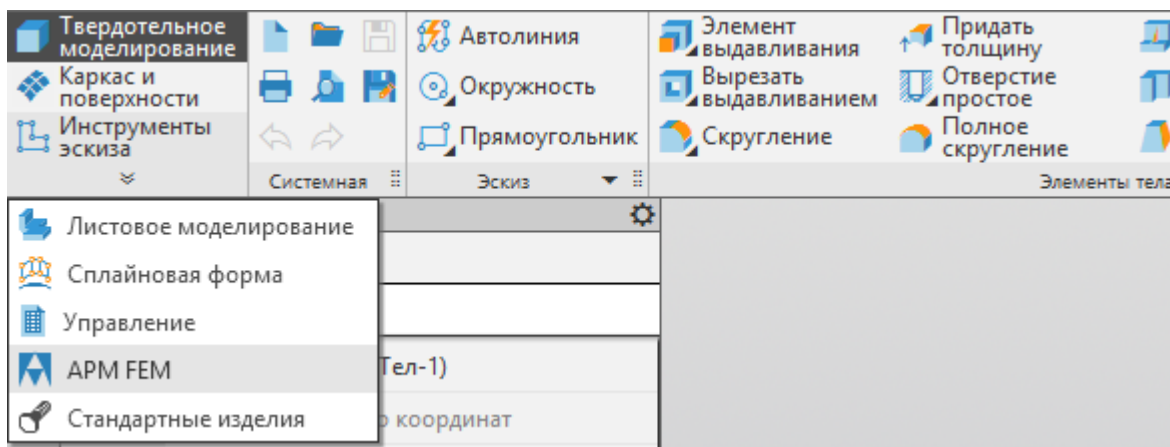 Твердотельное
моделирование
Каркас и
поверхности
Инструменты
эскиза
Системная
Автолиния
Окружность
Прямоугольник
Эскиз
Элемент
выдавливания
Вырезать
выдавливанием
Скругление
Придать
толщину
Отверстие
простое
Полное
скругление
Элементы тела
Листовое моделирование
Сплайновая форма
Управление
APM FEM
Стандартные изделия
Тел-1)
координат